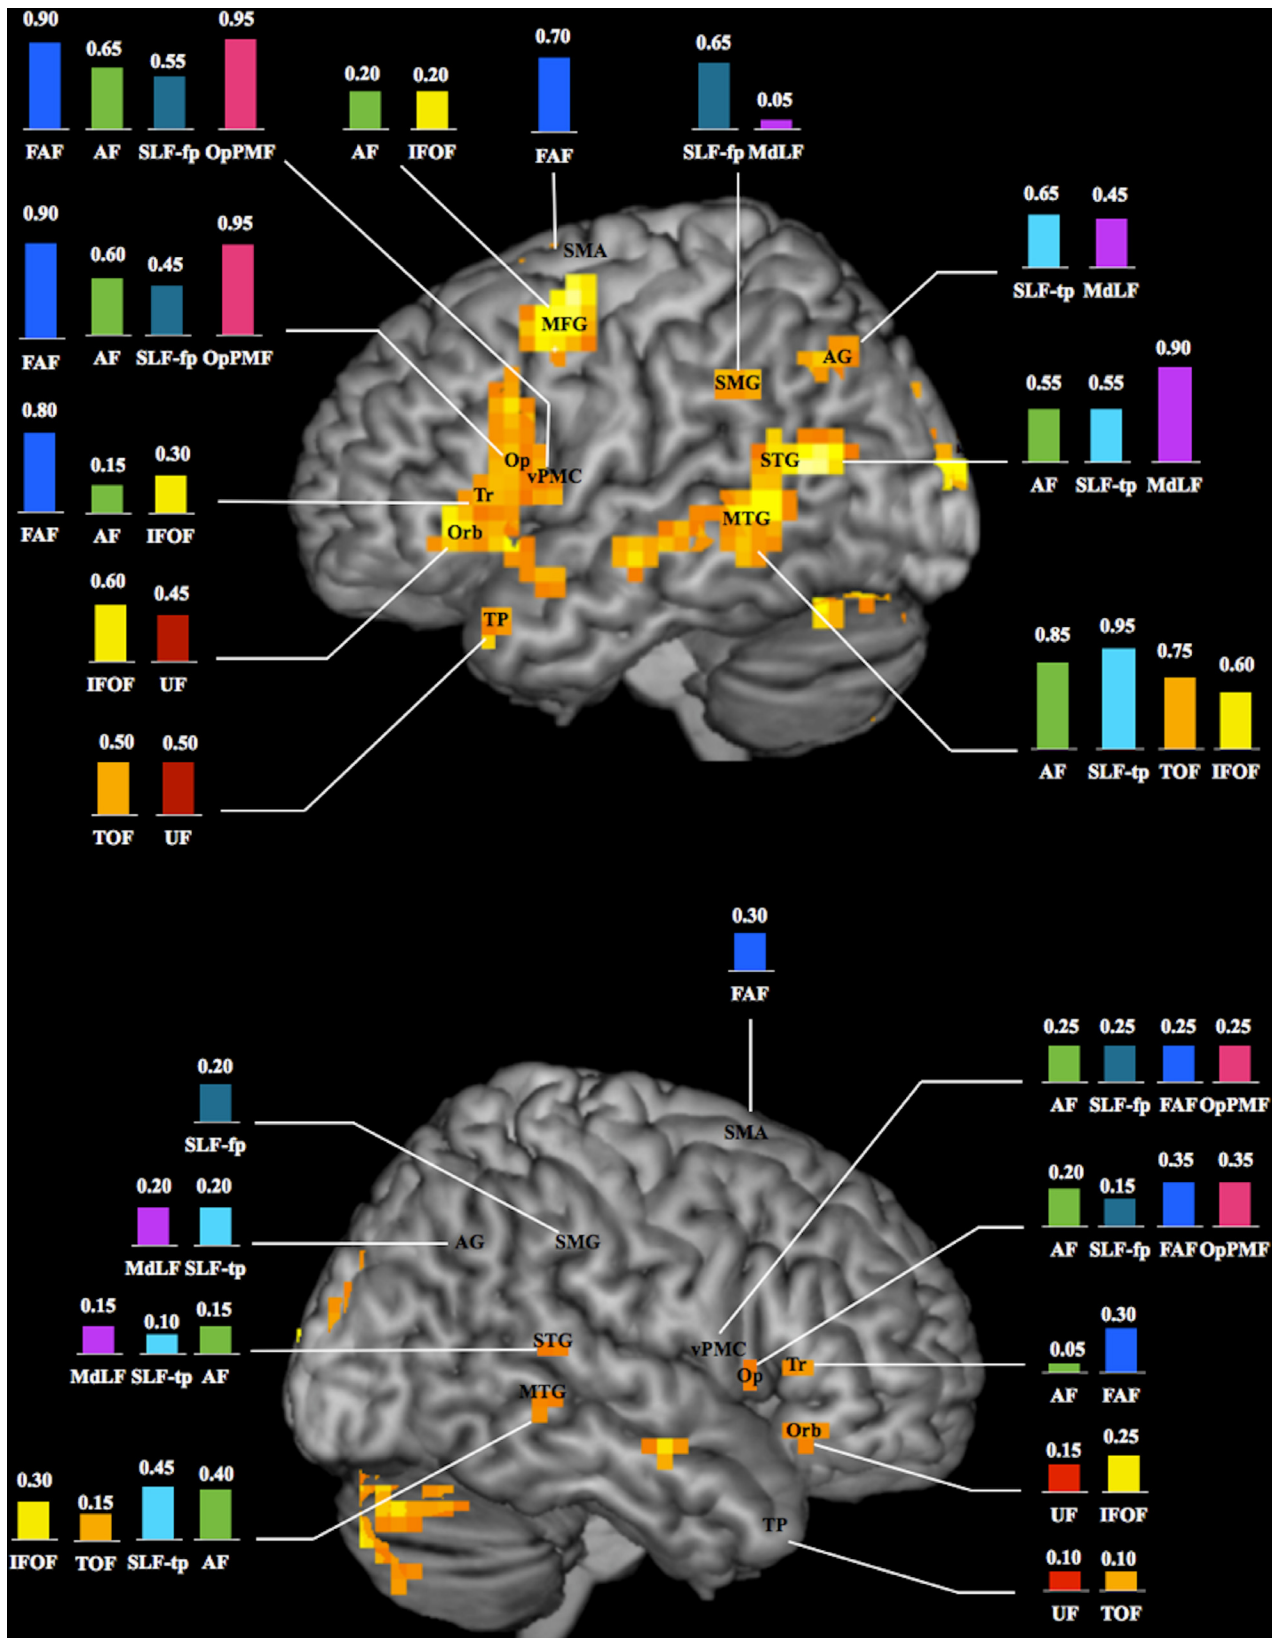 0.90 0.65 0.55 0.95
FAF AF SLF-fp OpPMF
0.20 0.20
AF IFOF
0.70
FAF
0.65 0.05
SLF-fp MdLF
0.90 0.60 0.45 0.95
FAF AF SLF-fp OpPMF
0.65 0.45
SLF-tp MdLF
0.80 0.15 0.30
FAF AF IFOF
0.55 0.55 0.90
AF SLF-tp MdLF
0.60 0.45
IFOF UF
0.85 0.95 0.75 0.60
AF SLF-tp TOF IFOF
0.50 0.50
TOF UF
SMA
MFG
AG
SMG
Op
STG
vPMC
Tr
MTG
Orb
TP
0.30
FAF
0.20
SLF-fp
0.25 0.25 0.25 0.25
AF SLF-fp FAF OpPMF
0.20 0.20
MdLF SLF-tp
0.20 0.15 0.35 0.35
AF SLF-fp FAF OpPMF
0.15 0.10 0.15
MdLF SLF-tp AF
0.05 0.30
AF FAF
0.30 0.15 0.45 0.40
IFOF TOF SLF-tp AF
0.15 0.25
UF IFOF
0.10 0.10
UF TOF
SMA
AG SMG
STG
vPMC
Tr
Op
MTG
Orb
TP